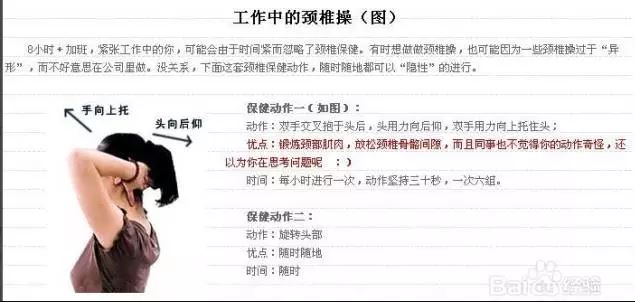 工作中的颈椎操（图）
8小时＋加班，紧张工作中的你，可能会由于时间紧而忽略了颈椎保健。有时想做做颈椎操，也可能因为一些颈椎操过于“异
形”，而不好意思在公司里做。没关系，下面这套颈椎保健动作，随时随地都可以“隐性”的进行。
手向上托
头向后仰
保健动作一（如图）：
动作：双手交叉抱于头后，头用力向后仰，双手用力向上托住头；
优点：锻炼颈部肌肉，放松颈椎骨骼间隙，而且同事也不觉得你的动作奇怪，还
以为你在思考问题呢　：）
时间：每小时进行一次，动作坚持三十秒，一次六组。
保健动作二：
动作：旋转头部
优点：随时随地
时间：随时
Baidu经验